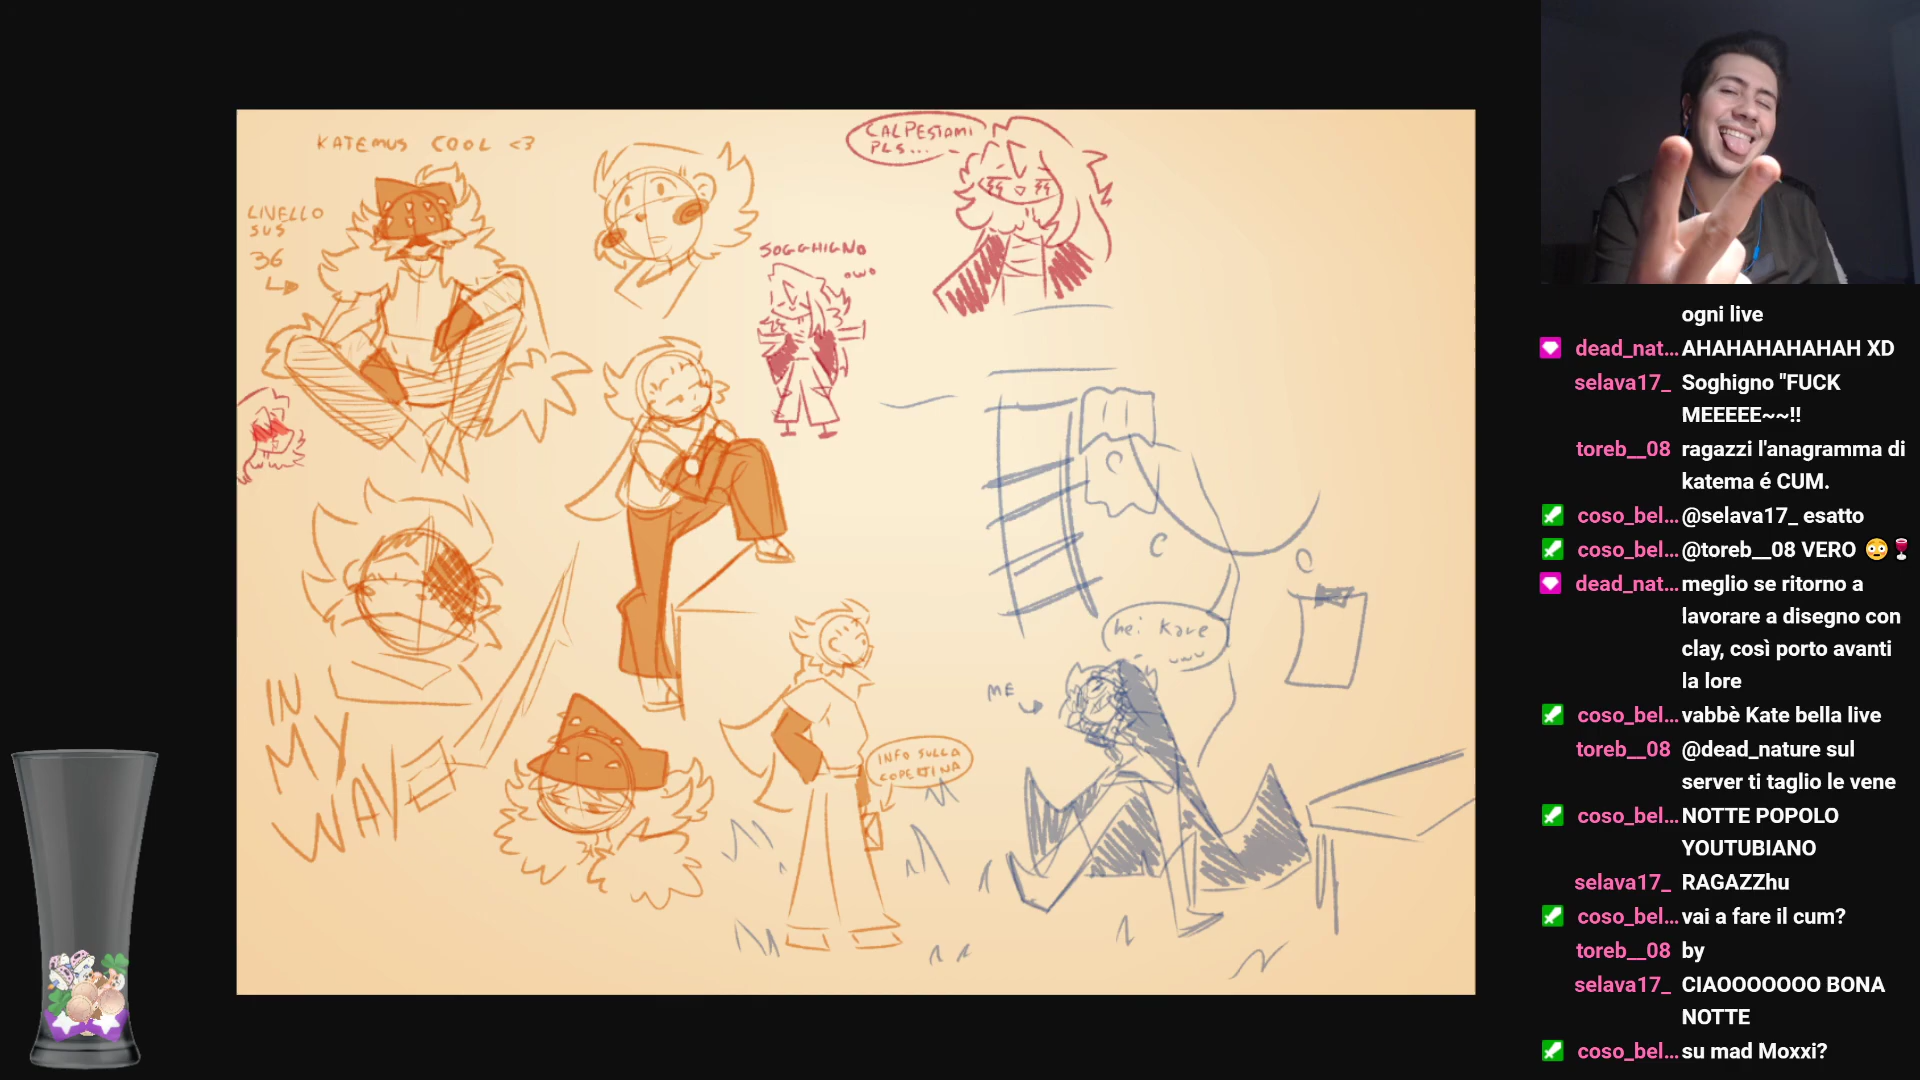 KATEMUS COOL <3
LIVELLO
SUS
36
SOGGHIGNO
OWO
CALPESTAMI
PLS...
hei Kate
uwu
ME
INFO SULLA
COPERTINA
IN
MY
WAY
ogni live
dead_nat... AHAHAHAHAHAH XD
selava17_ Soghigno "FUCK
MEEEEE~~!!
toreb__08 ragazzi l'anagramma di
katema é CUM.
coso_bel... @selava17_ esatto
coso_bel... @toreb__08 VERO 😳🍷
dead_nat... meglio se ritorno a
lavorare a disegno con
clay, così porto avanti
la lore
coso_bel... vabbè Kate bella live
toreb__08 @dead_nature sul
server ti taglio le vene
coso_bel... NOTTE POPOLO
YOUTUBIANO
selava17_ RAGAZZhu
coso_bel... vai a fare il cum?
toreb__08 by
selava17_ CIAOOOOOOO BONA
NOTTE
coso_bel... su mad Moxxi?